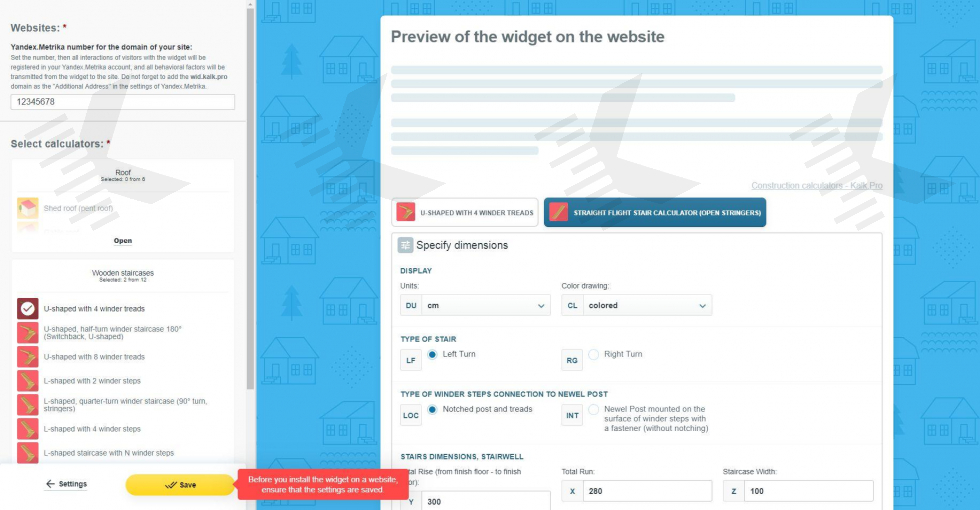 Websites: *
Yandex.Metrika number for the domain of your site:
Set the number, then all interactions of visitors with the widget will be
registered in your Yandex.Metrika account, and all behavioral factors will be
transmitted from the widget to the site. Do not forget to add the wid.kalk.pro
domain as the "Additional Address" in the settings of Yandex.Metrika.
12345678
Select calculators: *
Roof
Selected: 0 from 6
Shed roof (pent roof)
Open
Wooden staircases
Selected: 2 from 12
U-shaped with 4 winder treads
U-shaped, half-turn winder staircase 180°
(Switchback, U-shaped)
U-shaped with 8 winder treads
L-shaped with 2 winder steps
L-shaped, quarter-turn winder staircase (90° turn,
stringers)
L-shaped with 4 winder steps
L-shaped staircase with N winder steps
Settings
Save
Before you install the widget on a website,
ensure that the settings are saved
Preview of the widget on the website
Construction calculators - Kalk.Pro
U-SHAPED WITH 4 WINDER TREADS
STRAIGHT FLIGHT STAIR CALCULATOR (OPEN STRINGERS)
Specify dimensions
DISPLAY
Units:
Color drawing:
DU cm
CL colored
TYPE OF STAIR
LF Left Turn
RG Right Turn
TYPE OF WINDER STEPS CONNECTION TO NEWEL POST
LOC Notched post and treads
INT Newel Post mounted on the
surface of winder steps with
a fastener (without notching)
STAIRS DIMENSIONS, STAIRWELL
Rise (from finish floor - to finish
Total Run:
Staircase Width:
Y 300
X 280
Z 100